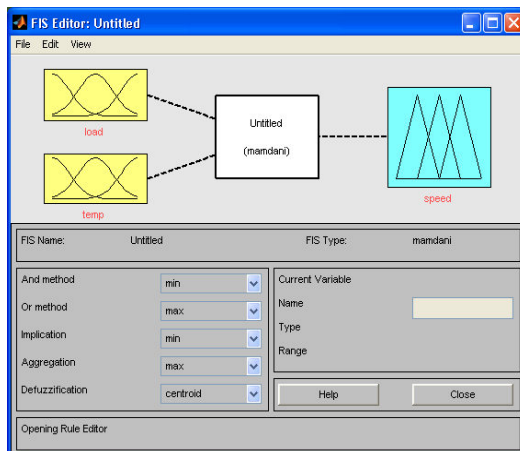 FIS Editor: Untitled
File Edit View
load
temp
Untitled
(mamdani)
speed
FIS Name: Untitled FIS Type: mamdani
And method min
Or method max
Implication min
Aggregation max
Defuzzification centroid
Current Variable
Name
Type
Range
Help Close
Opening Rule Editor